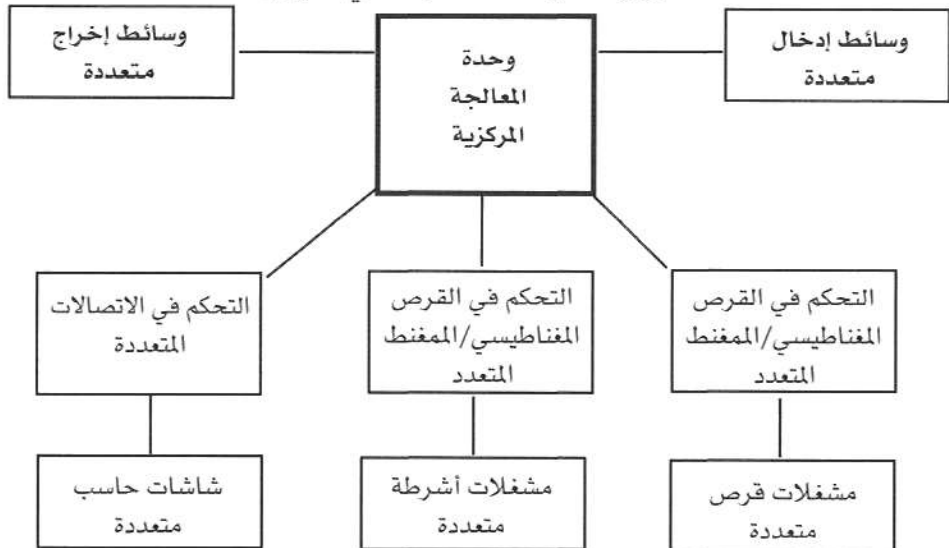 وسائط إدخال
متعددة
وحدة
المعالجة
المركزية
وسائط إخراج
متعددة
التحكم في القرص
المغناطيسي/الممغنط
المتعدد
التحكم في القرص
المغناطيسي/الممغنط
المتعدد
التحكم في الاتصالات
المتعددة
مشغلات قرص
متعددة
مشغلات أشرطة
متعددة
شاشات حاسب
متعددة